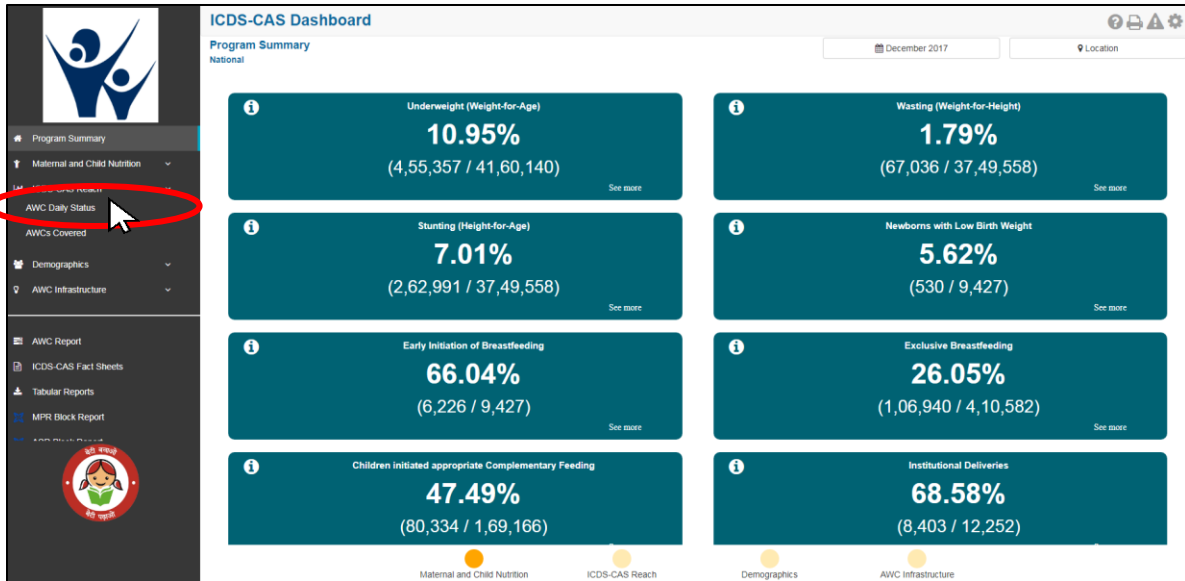 ICDS-CAS Dashboard
Program Summary
National
December 2017
Location
Program Summary
Maternal and Child Nutrition
ICDS-CAS Reach
AWC Daily Status
AWCs Covered
Demographics
AWC Infrastructure
AWC Report
ICDS-CAS Fact Sheets
Tabular Reports
MPR Block Report
बेटी बचाओ
बेटी पढ़ाओ
Underweight (Weight-for-Age)
10.95%
(4,55,357 / 41,60,140)
See more
Wasting (Weight-for-Height)
1.79%
(67,036 / 37,49,558)
See more
Stunting (Height-for-Age)
7.01%
(2,62,991 / 37,49,558)
See more
Newborns with Low Birth Weight
5.62%
(530 / 9,427)
See more
Early Initiation of Breastfeeding
66.04%
(6,226 / 9,427)
See more
Exclusive Breastfeeding
26.05%
(1,06,940 / 4,10,582)
See more
Children initiated appropriate Complementary Feeding
47.49%
(80,334 / 1,69,166)
Institutional Deliveries
68.58%
(8,403 / 12,252)
Maternal and Child Nutrition
ICDS-CAS Reach
Demographics
AWC Infrastructure